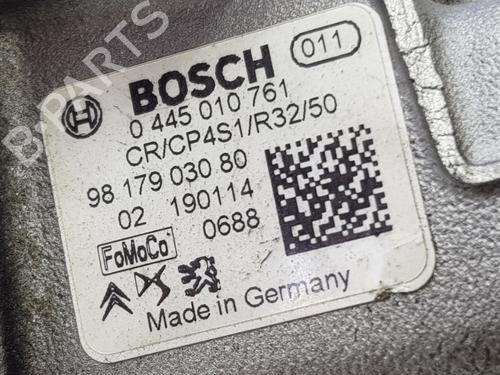 BOSCH 011
0 445 010 761
CR/CP4S1/R32/50
98 179 030 80
02 190114
0688
FoMoCo
Made in Germany
B-PARTS